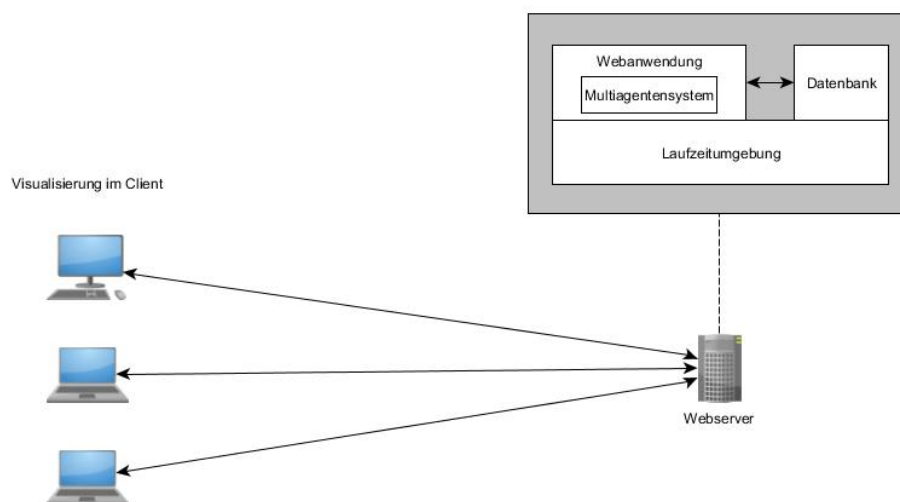 Webanwendung
Multiagentensystem
Datenbank
Laufzeitumgebung
Visualisierung im Client
Webserver